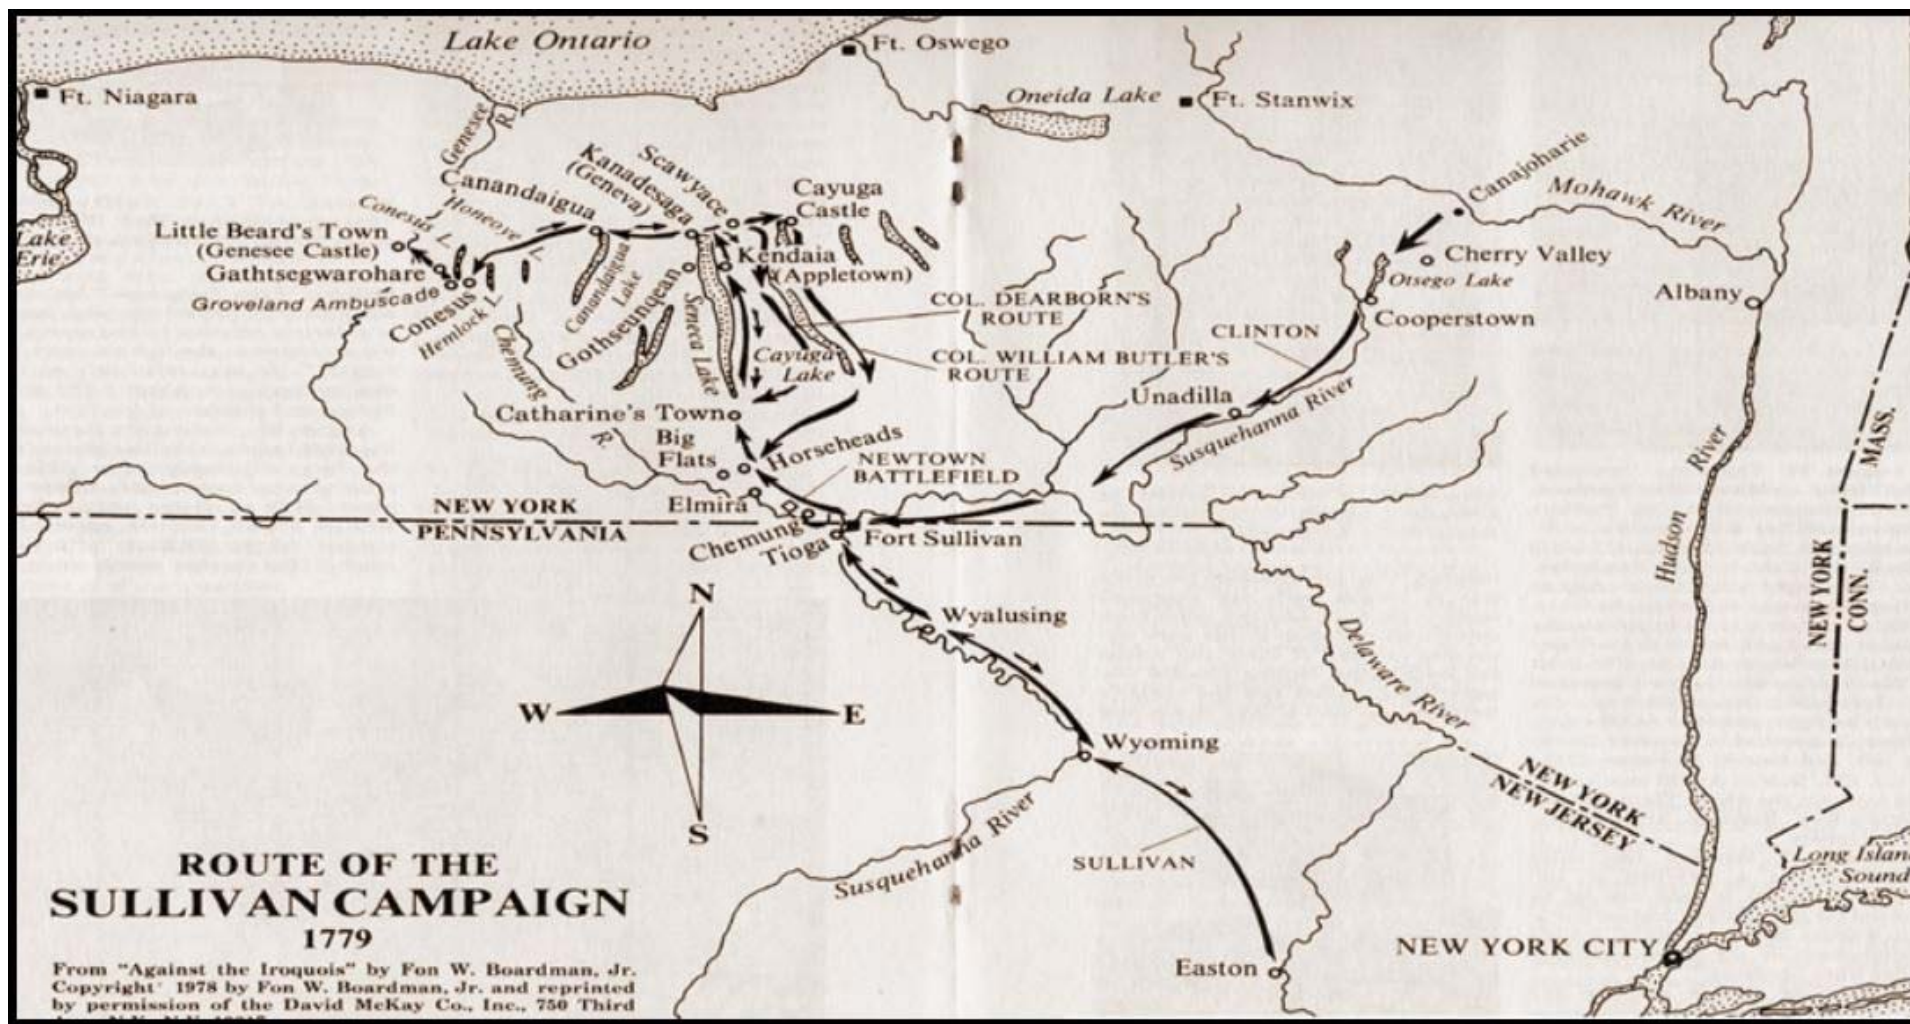 Lake Ontario
Ft. Oswego
Ft. Niagara
Oneida Lake
Ft. Stanwix
Genesee
R.
Canajoharie
Mohawk River
Scawyace
Kanadesaga
(Geneva)
Canandaigua
Cayuga
Castle
Conesus L.
Honeoye L.
Lake
Erie
Little Beard's Town
(Genesee Castle)
Gathtsegwarohare
Groveland Ambuscade
Conesus
Hemlock L.
Canandaigua
Lake
Gothseunqean
Seneca Lake
Kendaia
(Appletown)
Cherry Valley
Otsego Lake
Albany
Cooperstown
COL. DEARBORN'S
ROUTE
CLINTON
COL. WILLIAM BUTLER'S
ROUTE
Cayuga
Lake
Chemung
R.
Unadilla
Susquehanna River
Catharine's Town
Big
Flats
Horseheads
NEWTOWN
BATTLEFIELD
Elmira
NEW YORK
PENNSYLVANIA
Chemung
Tioga
Fort Sullivan
Hudson River
MASS.
NEW YORK
CONN.
N
W
E
S
Wyalusing
Delaware River
Wyoming
NEW YORK
NEW JERSEY
Susquehanna River
SULLIVAN
Long Islan
Sound
Easton
NEW YORK CITY
ROUTE OF THE
SULLIVAN CAMPAIGN
1779
From "Against the Iroquois" by Fon W. Boardman, Jr.
Copyright 1978 by Fon W. Boardman, Jr. and reprinted
by permission of the David McKay Co., Inc., 750 Third